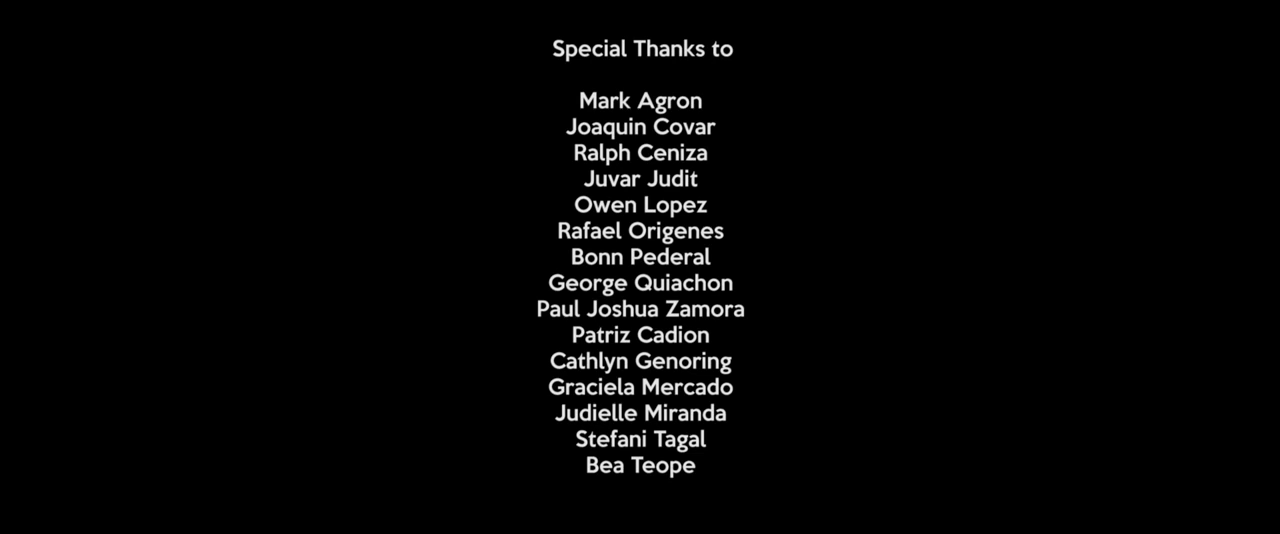 Special Thanks to
Mark Agron
Joaquin Covar
Ralph Ceniza
Juvar Judit
Owen Lopez
Rafael Origenes
Bonn Pederal
George Quiachon
Paul Joshua Zamora
Patriz Cadion
Cathlyn Genoring
Graciela Mercado
Judielle Miranda
Stefani Tagal
Bea Teope